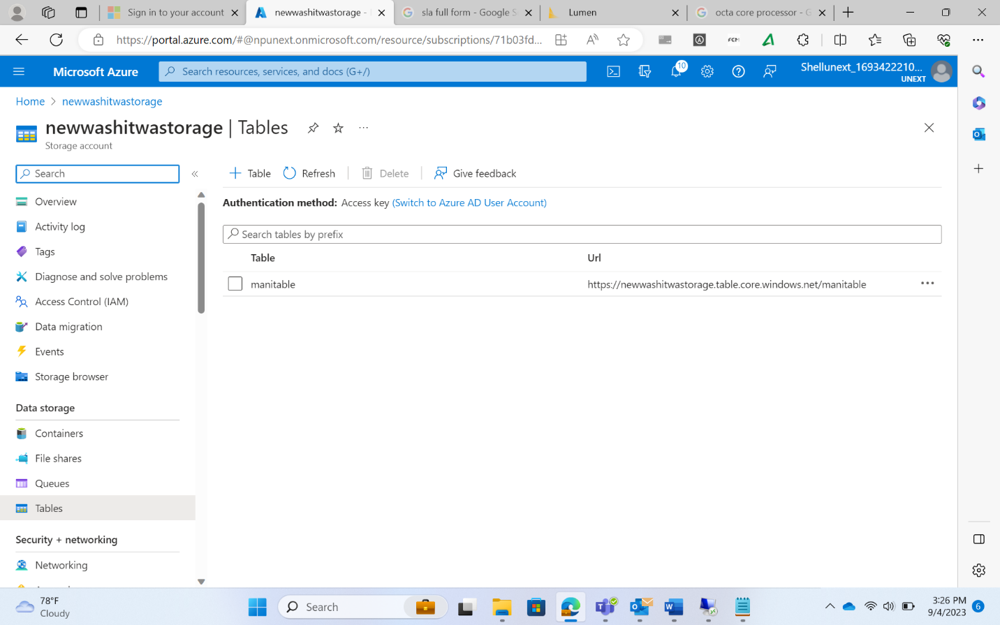 Sign in to your account
newwashitwastorage -
sla full form - Google S
Lumen
octa core processor - G
https://portal.azure.com/#@npunext.onmicrosoft.com/resource/subscriptions/71b03fd...
Microsoft Azure
Search resources, services, and docs (G+/)
10
Shellunext_1693422210...
UNEXT
Home > newwashitwastorage
newwashitwastorage | Tables
Storage account
Search
Table
Refresh
Delete
Give feedback
Overview
Authentication method: Access key (Switch to Azure AD User Account)
Activity log
Search tables by prefix
Tags
Table
Url
Diagnose and solve problems
manitable
https://newwashitwastorage.table.core.windows.net/manitable
Access Control (IAM)
Data migration
Events
Storage browser
Data storage
Containers
File shares
Queues
Tables
Security + networking
Networking
78°F
Cloudy
Search
3:26 PM
9/4/2023
6